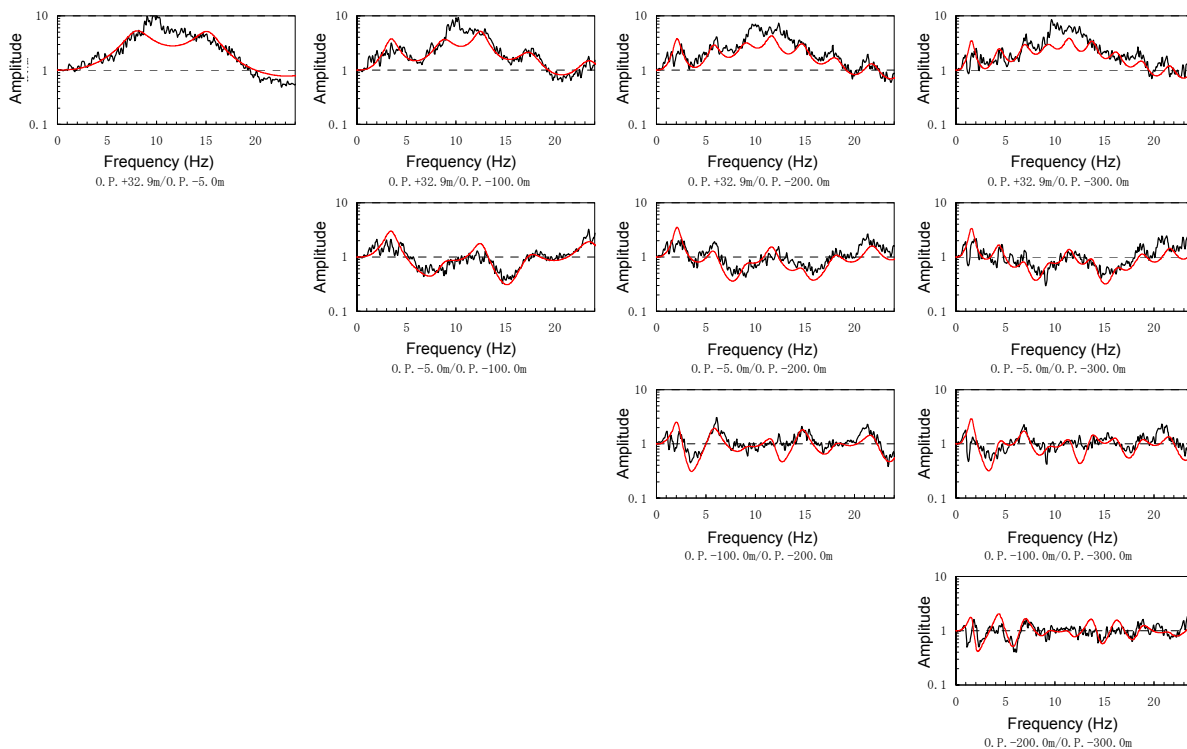 10
1
0.1
Amplitude
0 5 10 15 20
Frequency (Hz)
O.P.+32.9m/O.P.-5.0m
10
1
0.1
Amplitude
0 5 10 15 20
Frequency (Hz)
O.P.+32.9m/O.P.-100.0m
10
1
0.1
Amplitude
0 5 10 15 20
Frequency (Hz)
O.P.+32.9m/O.P.-200.0m
10
1
0.1
Amplitude
0 5 10 15 20
Frequency (Hz)
O.P.+32.9m/O.P.-300.0m
10
1
0.1
Amplitude
0 5 10 15 20
Frequency (Hz)
O.P.-5.0m/O.P.-100.0m
10
1
0.1
Amplitude
0 5 10 15 20
Frequency (Hz)
O.P.-5.0m/O.P.-200.0m
10
1
0.1
Amplitude
0 5 10 15 20
Frequency (Hz)
O.P.-5.0m/O.P.-300.0m
10
1
0.1
Amplitude
0 5 10 15 20
Frequency (Hz)
O.P.-100.0m/O.P.-200.0m
10
1
0.1
Amplitude
0 5 10 15 20
Frequency (Hz)
O.P.-100.0m/O.P.-300.0m
10
1
0.1
Amplitude
0 5 10 15 20
Frequency (Hz)
O.P.-200.0m/O.P.-300.0m